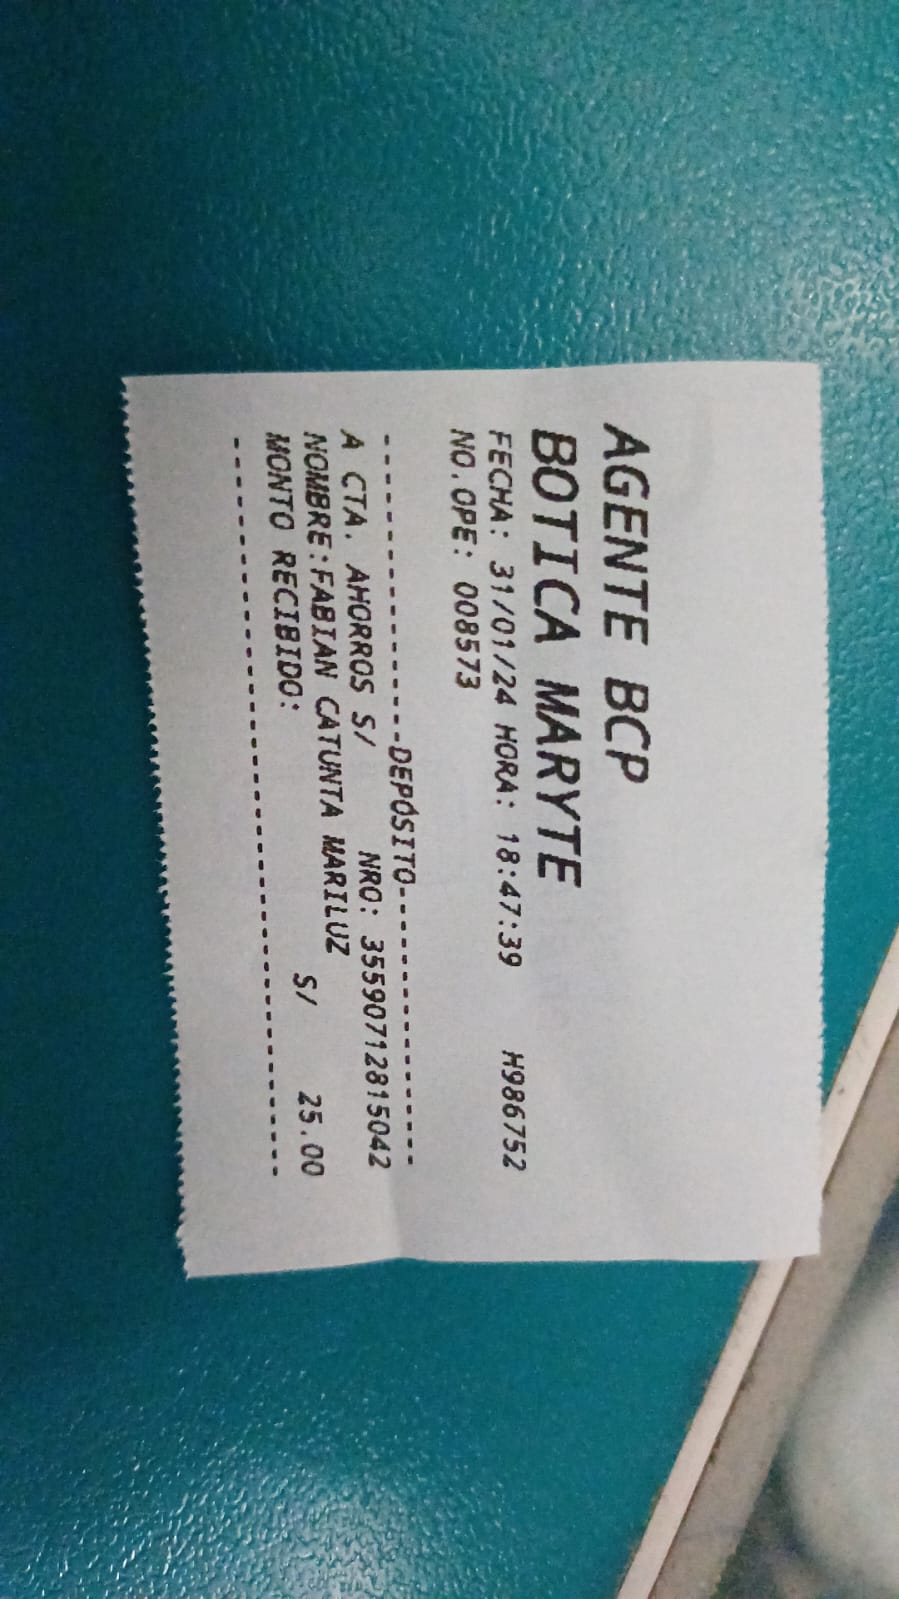 AGENTE BCP
BOTICA MARYTE
FECHA: 31/01/24 HORA: 18:47:39 H986752
NO.OPE: 008573
--------------------DEPOSITO--------------------
A CTA. AHORROS S/ NRO: 35590712815042
NOMBRE:FABIAN CATUNTA MARILUZ
MONTO RECIBIDO: S/ 25.00
------------------------------------------------